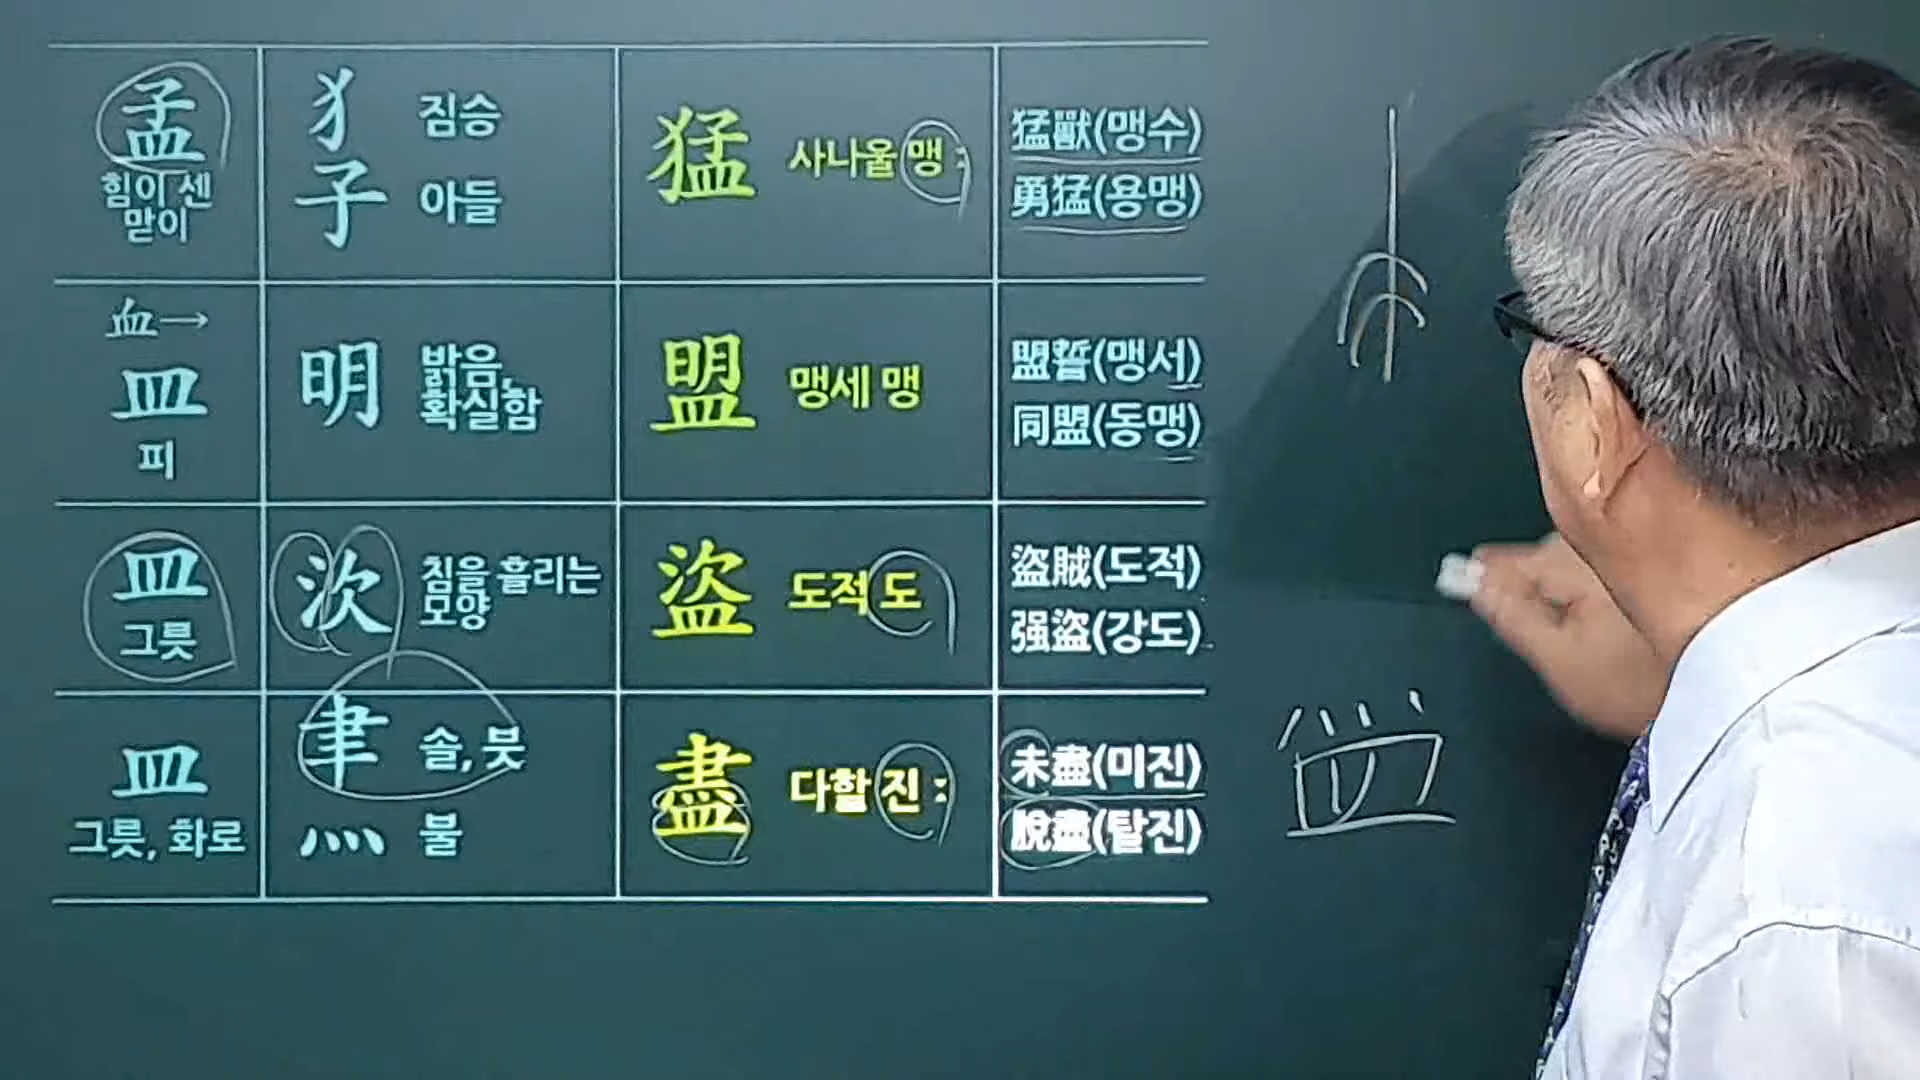 孟
힘이 센
맏이
犭 짐승
子 아들
猛 사나울 맹 :
猛獸(맹수)
勇猛(용맹)
血→
皿
피
明 밝음,
확실함
盟 맹세 맹
盟誓(맹서)
同盟(동맹)
皿
그릇
㳄 침을 흘리는
모양
盜 도적 도
盜賊(도적)
强盜(강도)
皿
그릇, 화로
聿 솔, 붓
灬 불
盡 다할 진 :
未盡(미진)
脫盡(탈진)